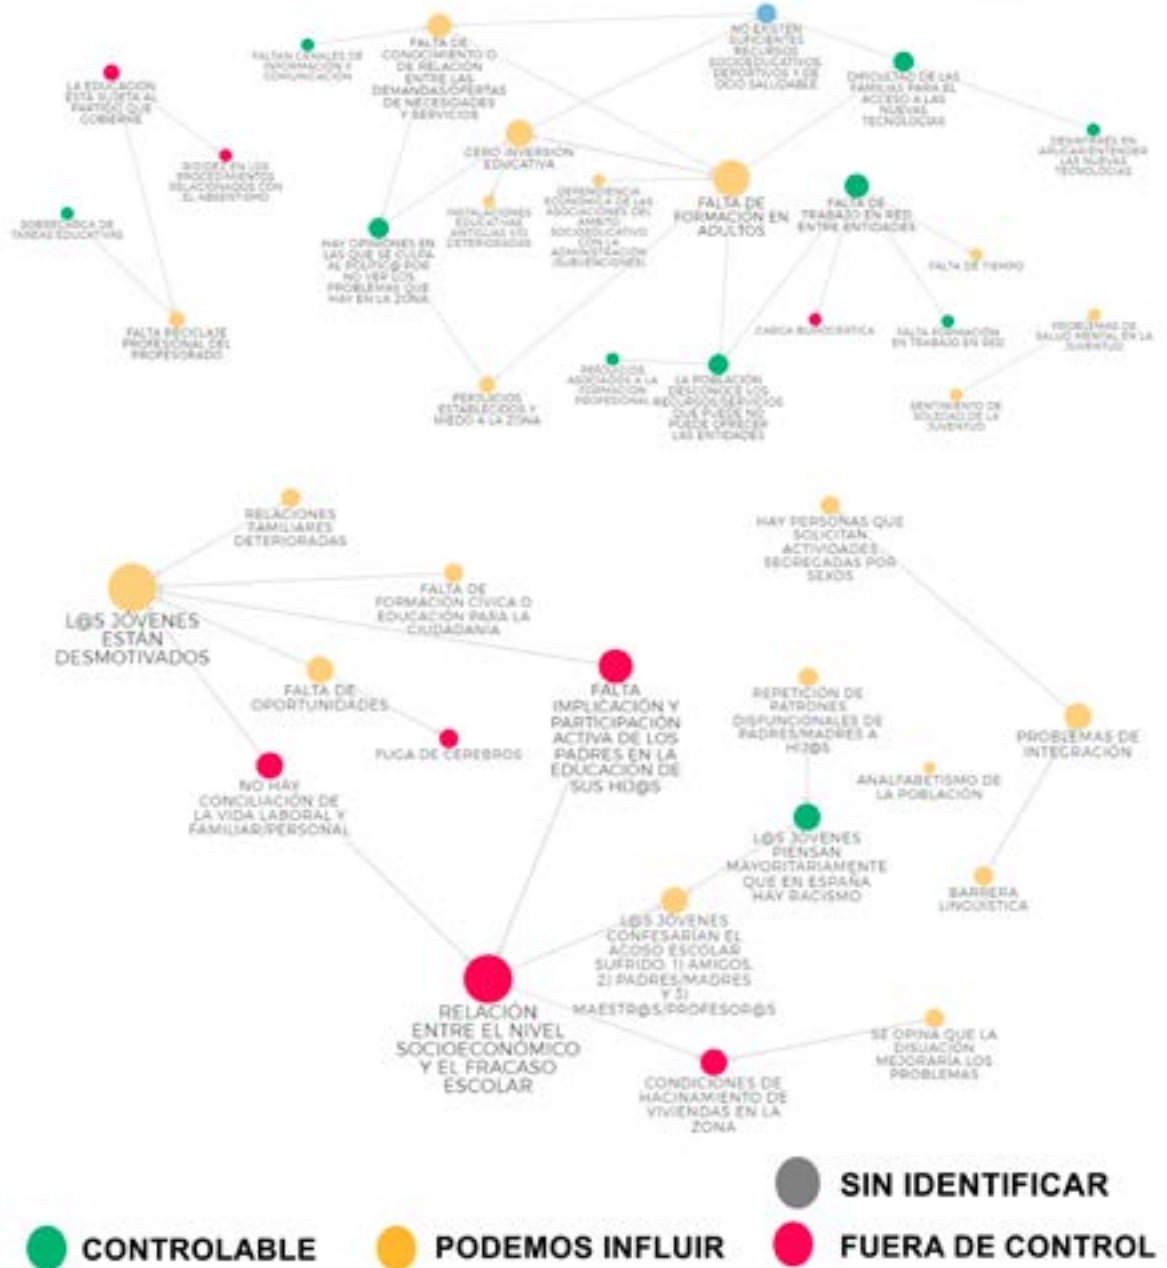 FALTAN CANALES DE
INFORMACIÓN Y
COMUNICACIÓN
FALTA DE
CONOCIMIENTO O
DE RELACIÓN
ENTRE LAS
DEMANDAS/OFERTAS
DE NECESIDADES
Y SERVICIOS
NO EXISTEN
SUFICIENTES
RECURSOS
SOCIOEDUCATIVOS,
DEPORTIVOS Y DE
OCIO SALUDABLE
DIFICULTAD DE LAS
FAMILIAS PARA EL
ACCESO A LAS
NUEVAS
TECNOLOGÍAS
LA EDUCACIÓN
ESTÁ SUJETA AL
PARTIDO QUE
GOBIERNE
RIGIDEZ EN LOS
PROCEDIMIENTOS
RELACIONADOS CON
EL ABSENTISMO
CERO INVERSIÓN
EDUCATIVA
APLICAR/ENTENDER
LAS NUEVAS
TECNOLOGÍAS
SOBRECARGA DE
TAREAS EDUCATIVAS
INSTALACIONES
EDUCATIVAS
ANTIGUAS Y/O
DETERIORADAS
DEPENDENCIA
ECONÓMICA DE LAS
ASOCIACIONES DEL
ÁMBITO
SOCIOEDUCATIVO
CON LA
ADMINISTRACIÓN
(SUBVENCIONES)
FALTA DE
FORMACIÓN EN
ADULTOS
FALTA DE
TRABAJO EN RED
ENTRE ENTIDADES
HAY OPINIONES EN
LAS QUE SE CULPA
AL POLÍTIC@ POR
NO VER LOS
PROBLEMAS QUE
HAY EN LA ZONA
FALTA DE TIEMPO
FALTA RECICLAJE
PROFESIONAL DEL
PROFESORADO
CARGA BUROCRÁTICA
FALTA FORMACIÓN
EN TRABAJO EN RED
PROBLEMAS DE
SALUD MENTAL EN LA
JUVENTUD
PERJUICIOS
ESTABLECIDOS Y
MIEDO A LA ZONA
PERJUICIOS
ASOCIADOS A LA
FORMACIÓN
PROFESIONAL
LA POBLACIÓN
DESCONOCE LOS
RECURSOS/SERVICIOS
QUE PUEDE NO
PUEDE OFRECER
LAS ENTIDADES
SENTIMIENTO DE
SOLEDAD DE LA
JUVENTUD
RELACIONES
FAMILIARES
DETERIORADAS
HAY PERSONAS QUE
SOLICITAN
ACTIVIDADES
SEGREGADAS POR
SEXOS
L@S JÓVENES
ESTÁN
DESMOTIVADOS
FALTA DE
FORMACIÓN CÍVICA O
EDUCACIÓN PARA LA
CIUDADANÍA
FALTA DE
OPORTUNIDADES
FALTA
IMPLICACIÓN Y
PARTICIPACIÓN
ACTIVA DE LOS
PADRES EN LA
EDUCACIÓN DE
SUS HIJ@S
REPETICIÓN DE
PATRONES
DISFUNCIONALES DE
PADRES/MADRES A
HIJ@S
PROBLEMAS DE
INTEGRACIÓN
FUGA DE CEREBROS
NO HAY
CONCILIACIÓN DE
LA VIDA LABORAL Y
FAMILIAR/PERSONAL
ANALFABETISMO DE
LA POBLACIÓN
L@S JÓVENES
PIENSAN
MAYORITARIAMENTE
QUE EN ESPAÑA
HAY RACISMO
BARRERA
LINGÜÍSTICA
L@S JÓVENES
CONFESARÍAN EL
ACOSO ESCOLAR
SUFRIDO: 1) AMIGOS,
2) PADRES/MADRES
Y 3)
MAESTR@S/PROFESOR@S
RELACIÓN
ENTRE EL NIVEL
SOCIOECONÓMICO
Y EL FRACASO
ESCOLAR
SE OPINA QUE LA
DISUACIÓN
MEJORARÍA LOS
PROBLEMAS
CONDICIONES DE
HACINAMIENTO DE
VIVIENDAS EN LA
ZONA
SIN IDENTIFICAR
CONTROLABLE
PODEMOS INFLUIR
FUERA DE CONTROL